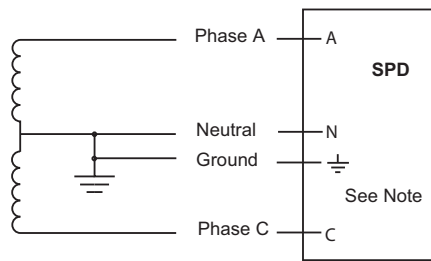 Phase A
A
SPD
Neutral
N
Ground
See Note
Phase C
C